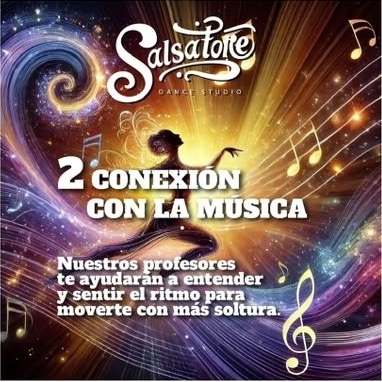 Salsatore
DANCE STUDIO
2 CONEXIÓN
CON LA MÚSICA
Nuestros profesores
te ayudarán a entender
y sentir el ritmo para
moverte con más soltura.